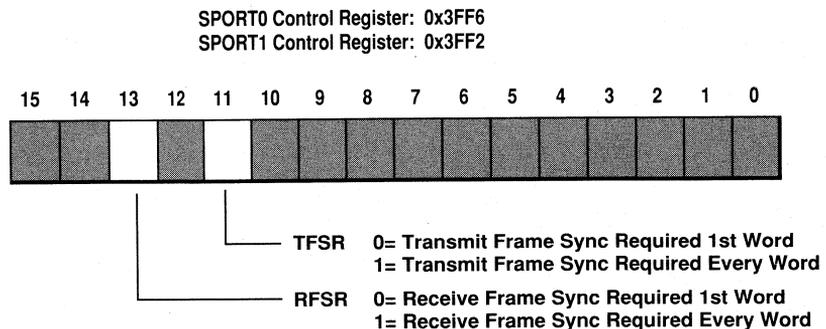 SPORT0 Control Register: 0x3FF6
SPORT1 Control Register: 0x3FF2
15 14 13 12 11 10 9 8 7 6 5 4 3 2 1 0
TFSR 0= Transmit Frame Sync Required 1st Word
1= Transmit Frame Sync Required Every Word
RFSR 0= Receive Frame Sync Required 1st Word
1= Receive Frame Sync Required Every Word